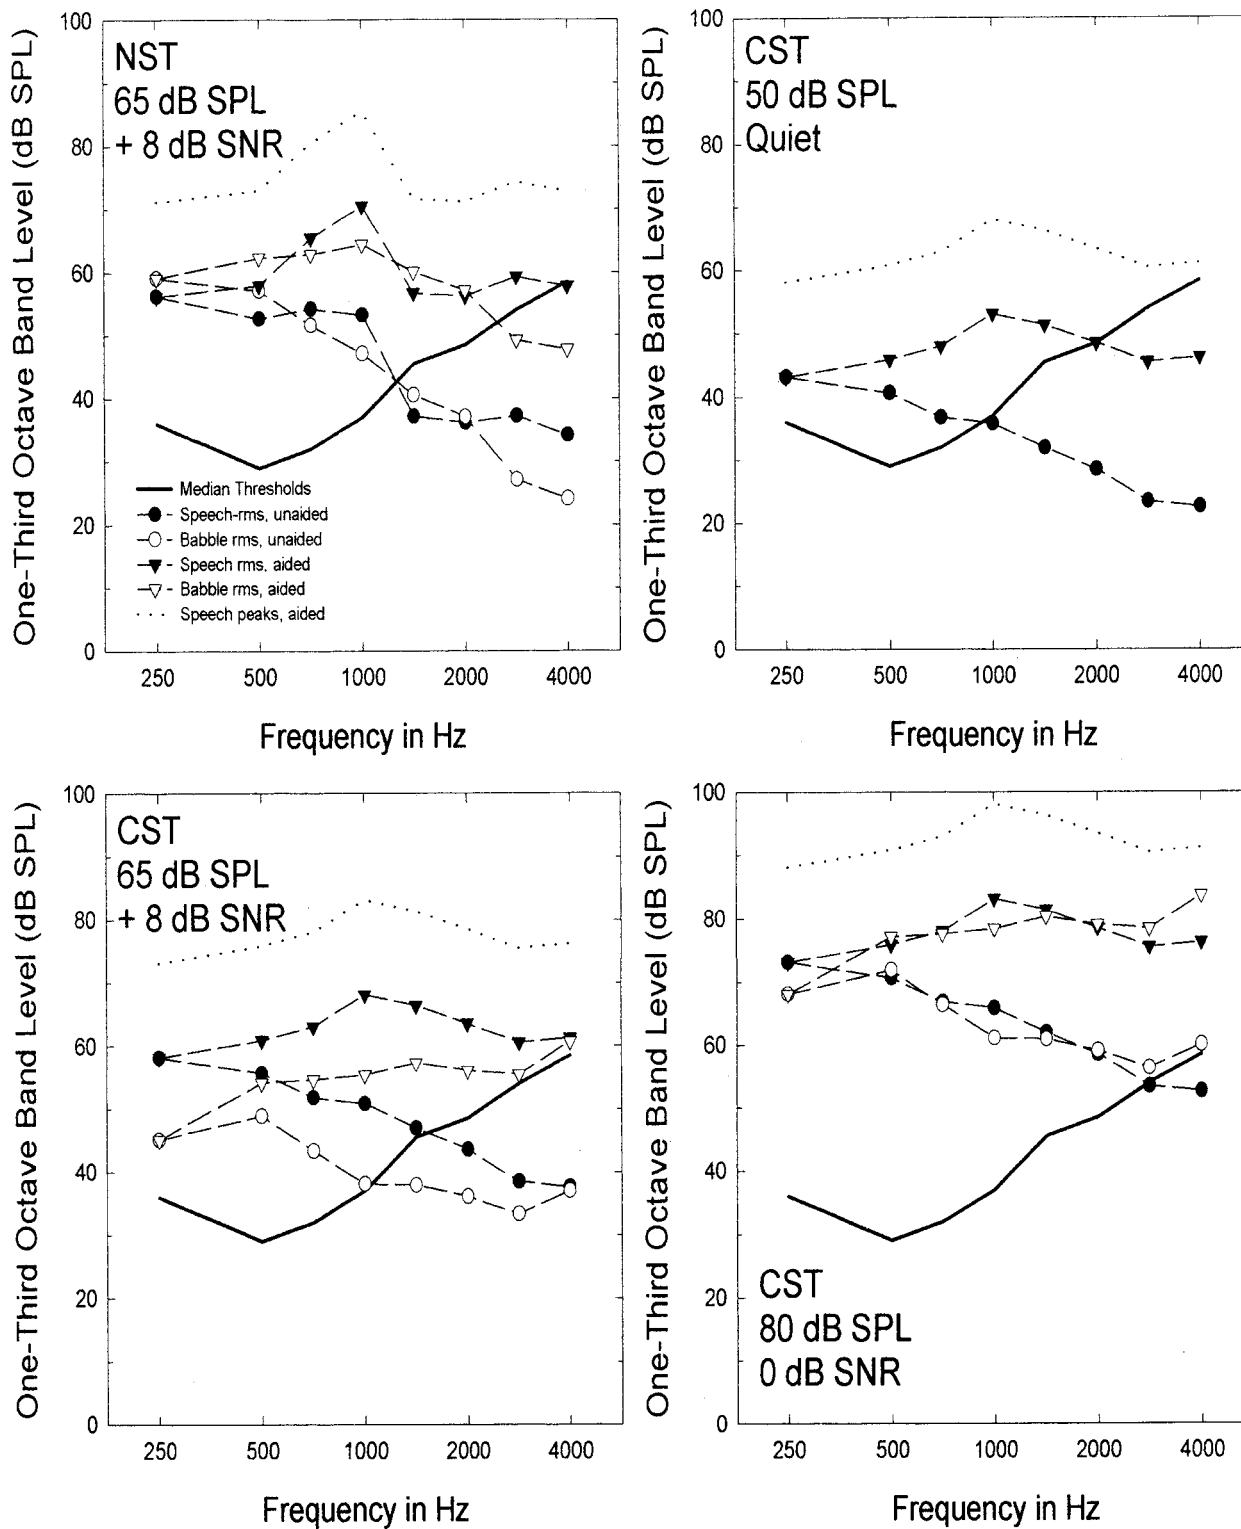 One-Third Octave Band Level (dB SPL)
100
80
60
40
20
0
NST
65 dB SPL
+ 8 dB SNR
Median Thresholds
Speech-rms, unaided
Babble rms, unaided
Speech rms, aided
Babble rms, aided
Speech peaks, aided
250 500 1000 2000 4000
Frequency in Hz
One-Third Octave Band Level (dB SPL)
100
80
60
40
20
0
CST
50 dB SPL
Quiet
250 500 1000 2000 4000
Frequency in Hz
One-Third Octave Band Level (dB SPL)
100
80
60
40
20
0
CST
65 dB SPL
+ 8 dB SNR
250 500 1000 2000 4000
Frequency in Hz
One-Third Octave Band Level (dB SPL)
100
80
60
40
20
0
CST
80 dB SPL
0 dB SNR
250 500 1000 2000 4000
Frequency in Hz